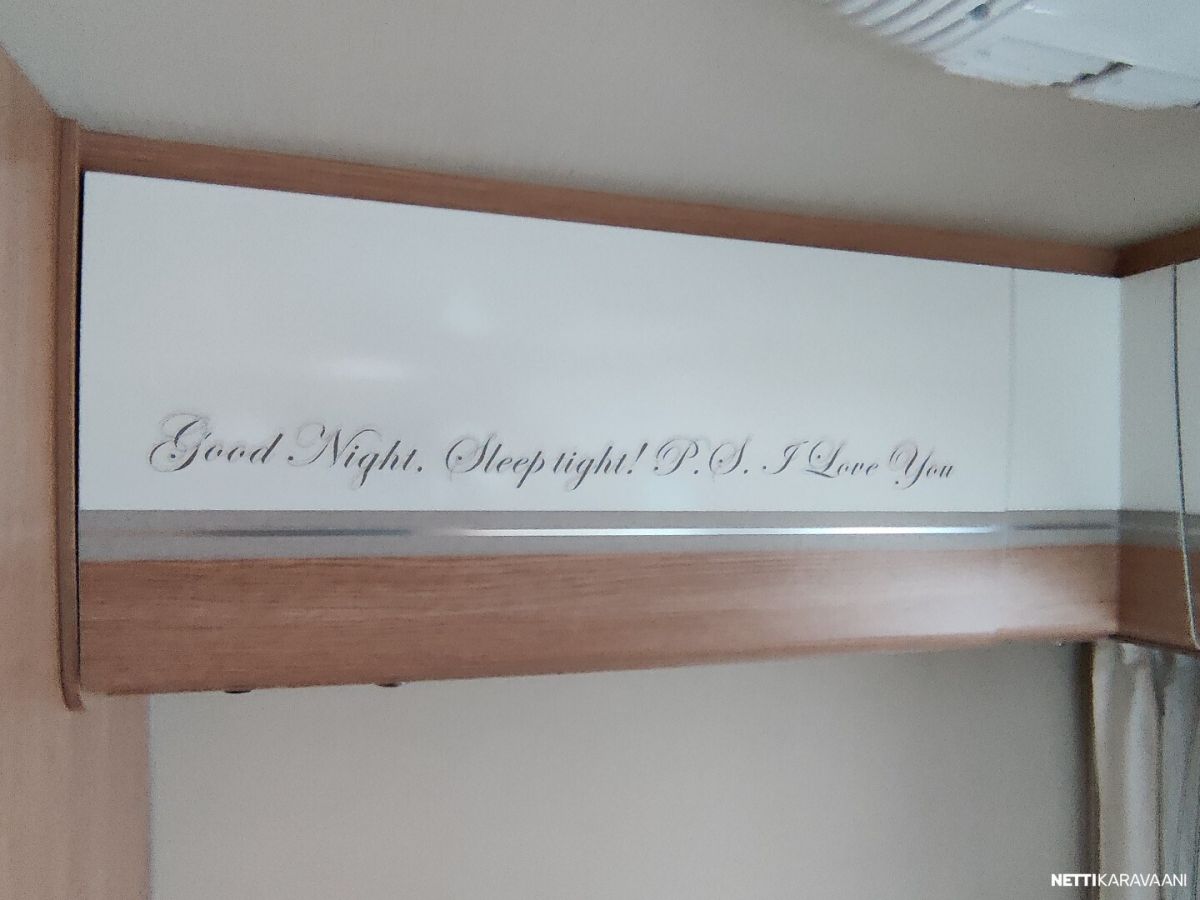 Good Night. Sleep tight! P.S. I Love You
NETTIKARAVAANI